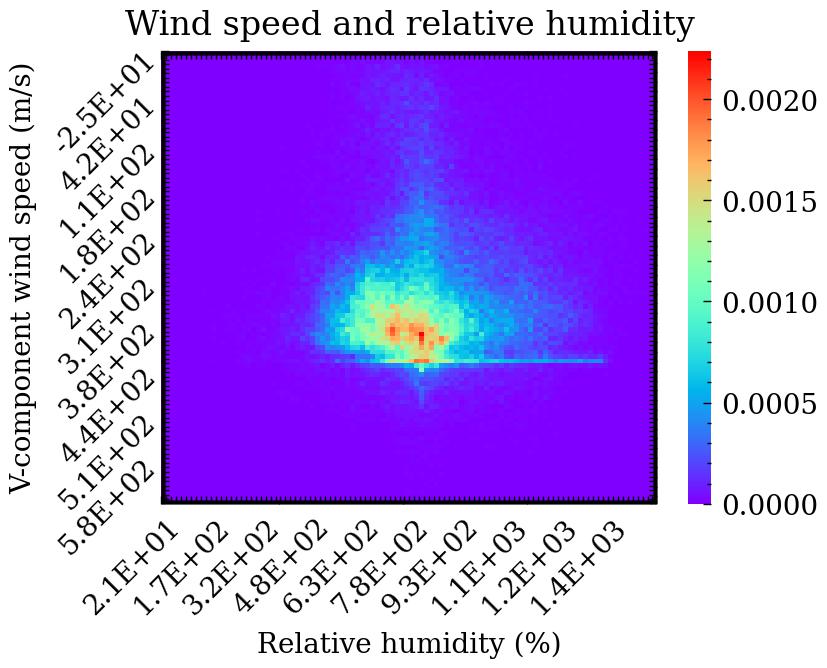 Wind speed and relative humidity
V-component wind speed (m/s)
-2.5E+01
4.2E+01
1.1E+02
1.8E+02
2.4E+02
3.1E+02
3.8E+02
4.4E+02
5.1E+02
5.8E+02
2.1E+01
1.7E+02
3.2E+02
4.8E+02
6.3E+02
7.8E+02
9.3E+02
1.1E+03
1.2E+03
1.4E+03
Relative humidity (%)
0.0020
0.0015
0.0010
0.0005
0.0000